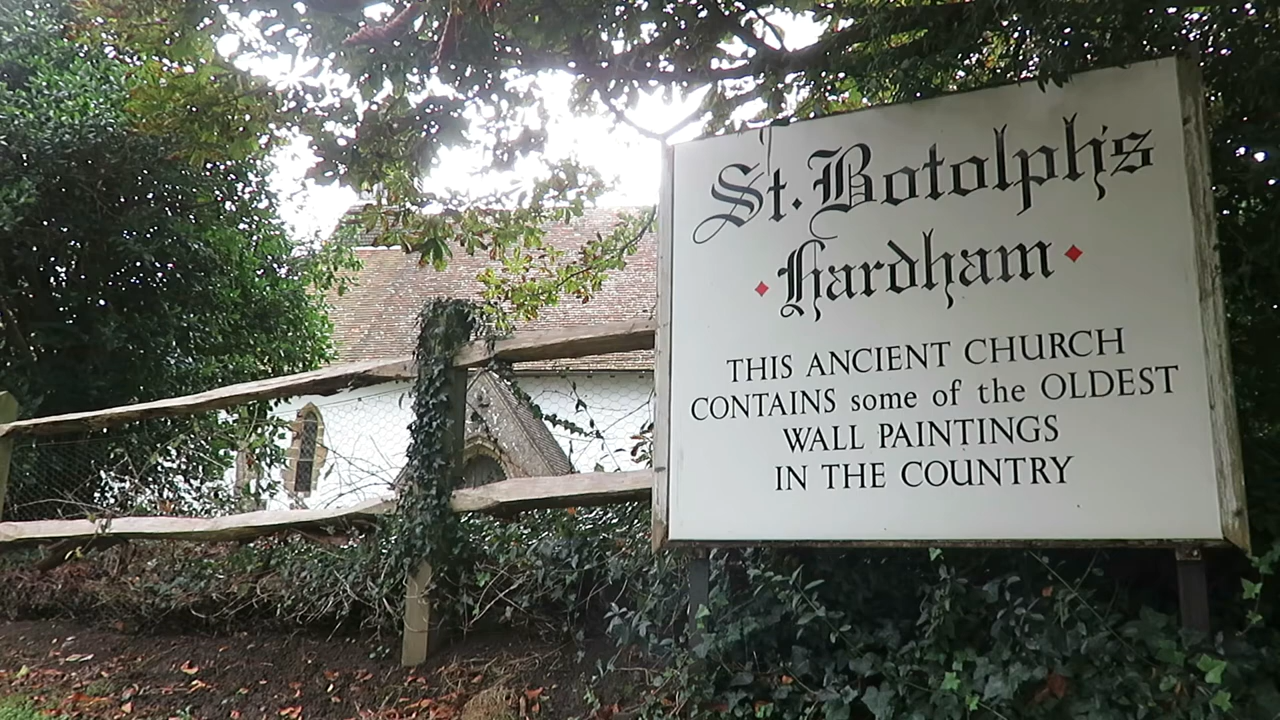 St. Botolph's
Hardham
THIS ANCIENT CHURCH
CONTAINS some of the OLDEST
WALL PAINTINGS
IN THE COUNTRY